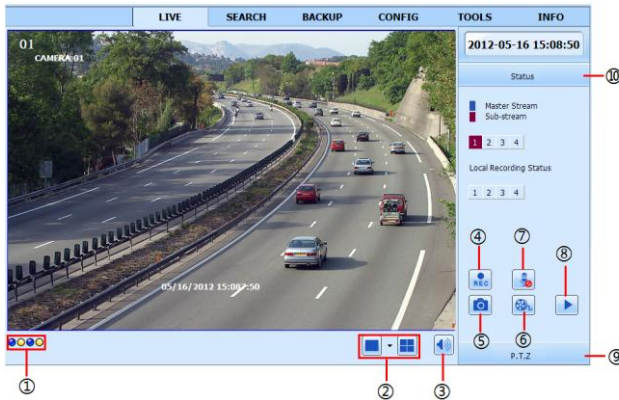 LIVE SEARCH BACKUP CONFIG TOOLS INFO
01
CAMERA 01
2012-05-16 15:08:50
Status
⑩
Master Stream
Sub-stream
1 2 3 4
Local Recording Status
1 2 3 4
④ ⑦ ⑧
REC
⑤ ⑥
05/16/2012 15:08:50
P.T.Z
⑨
① ② ③